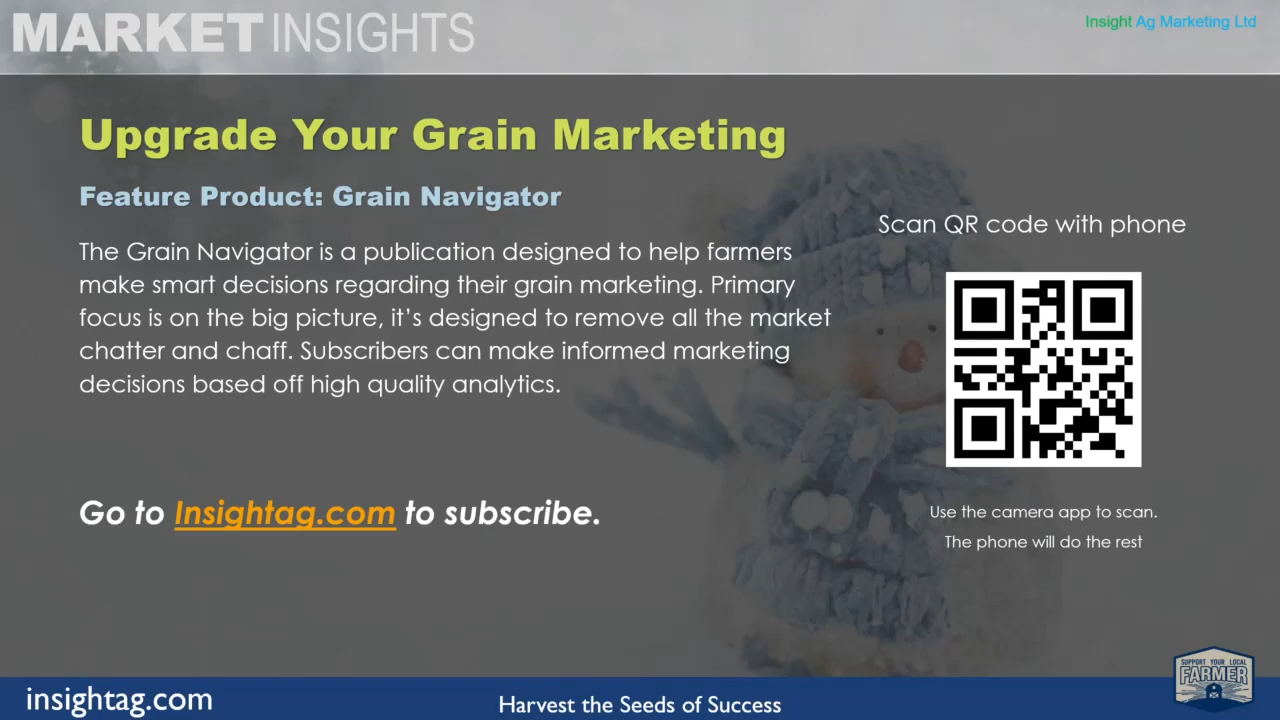 MARKET INSIGHTS
Insight Ag Marketing Ltd
Upgrade Your Grain Marketing
Feature Product: Grain Navigator
The Grain Navigator is a publication designed to help farmers
make smart decisions regarding their grain marketing. Primary
focus is on the big picture, it’s designed to remove all the market
chatter and chaff. Subscribers can make informed marketing
decisions based off high quality analytics.
Go to Insightag.com to subscribe.
Scan QR code with phone
Use the camera app to scan.
The phone will do the rest
SUPPORT YOUR LOCAL
FARMER
insightag.com
Harvest the Seeds of Success